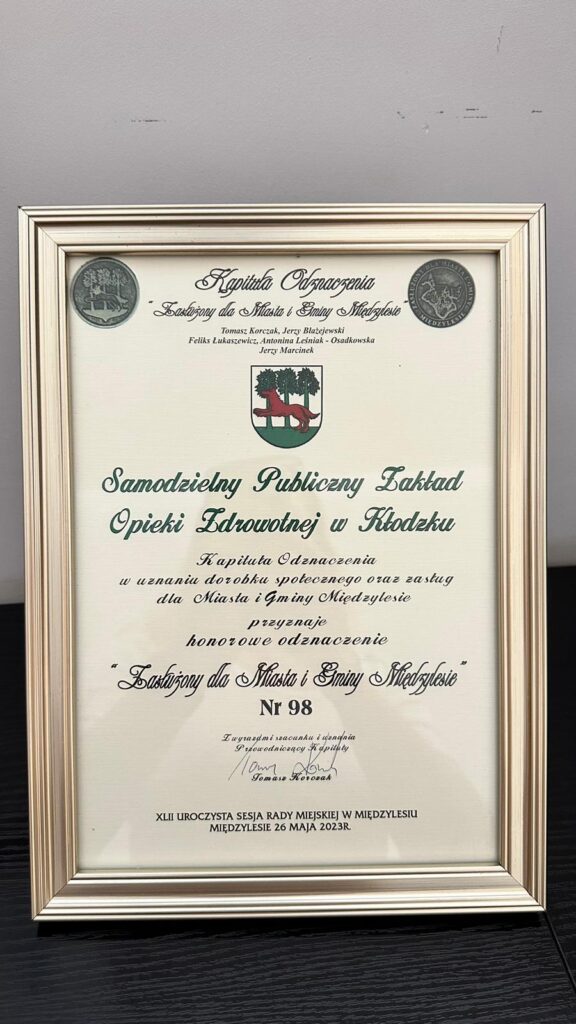 Kapituła Odznaczenia
"Zasłużony dla Miasta i Gminy Międzylesie"
Tomasz Korczak, Jerzy Błażejewski
Feliks Łukaszewicz, Antonina Leśniak - Osadkowska
Jerzy Marcinek
Samodzielny Publiczny Zakład
Opieki Zdrowotnej w Kłodzku
Kapituła Odznaczenia
w uznaniu dorobku społecznego oraz zasług
dla Miasta i Gminy Międzylesie
przyznaje
honorowe odznaczenie
"Zasłużony dla Miasta i Gminy Międzylesie"
Nr 98
Z wyrazami szacunku i uznania
Przewodniczący Kapituły
Tomasz Korczak
XLII UROCZYSTA SESJA RADY MIEJSKIEJ W MIĘDZYLESIU
MIĘDZYLESIE 26 MAJA 2023R.